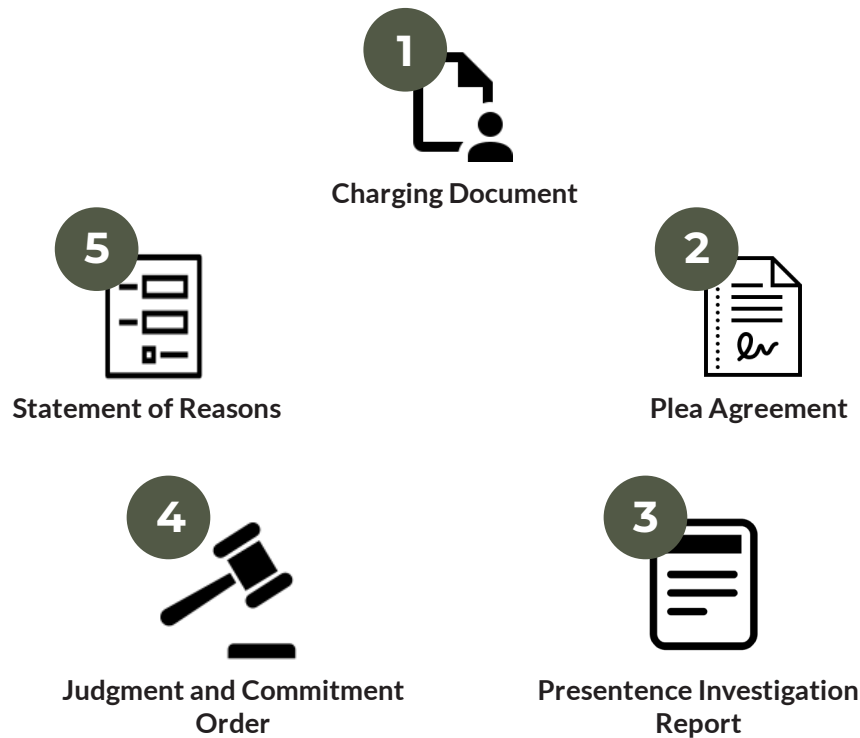 1
Charging Document
2
Plea Agreement
3
Presentence Investigation
Report
4
Judgment and Commitment
Order
5
Statement of Reasons